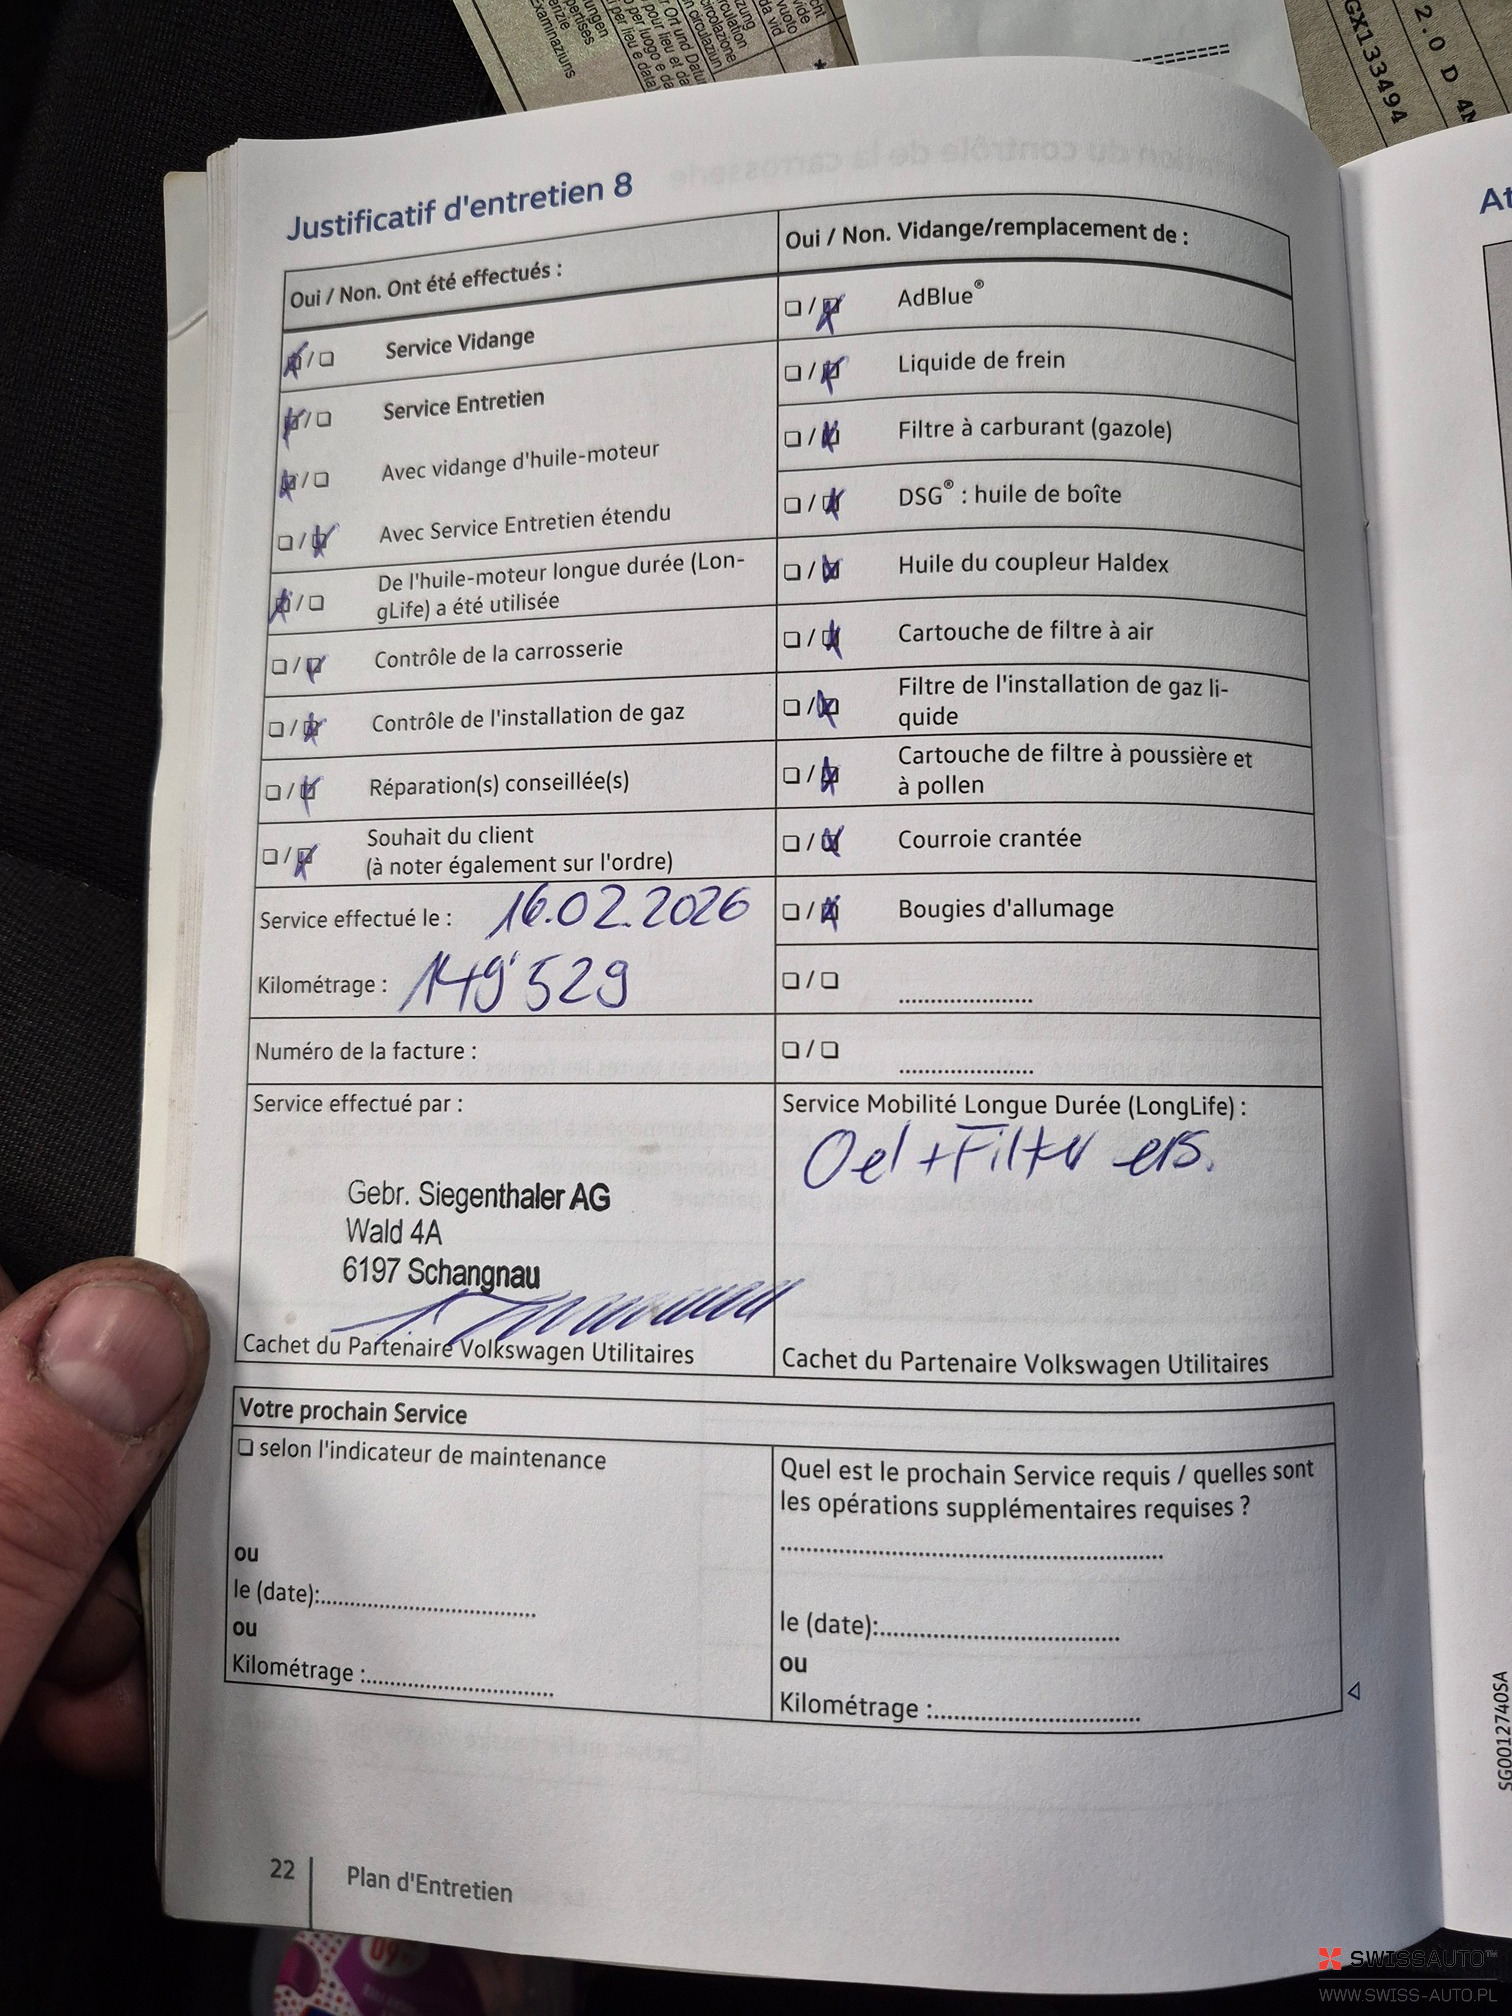 Examinaziuns
GX133494
2.0 D 4M
Justificatif d'entretien 8
Oui / Non. Ont été effectués :
Service Vidange
Service Entretien
Avec vidange d'huile-moteur
Avec Service Entretien étendu
De l'huile-moteur longue durée (Lon-
gLife) a été utilisée
Contrôle de la carrosserie
Contrôle de l'installation de gaz
Réparation(s) conseillée(s)
Souhait du client
(à noter également sur l'ordre)
Service effectué le : 16.02.2026
Kilométrage : 149'529
Numéro de la facture :
Service effectué par :
Gebr. Siegenthaler AG
Wald 4A
6197 Schangnau
Cachet du Partenaire Volkswagen Utilitaires
Oui / Non. Vidange/remplacement de :
AdBlue®
Liquide de frein
Filtre à carburant (gazole)
DSG® : huile de boîte
Huile du coupleur Haldex
Cartouche de filtre à air
Filtre de l'installation de gaz li-
quide
Cartouche de filtre à poussière et
à pollen
Courroie crantée
Bougies d'allumage
Service Mobilité Longue Durée (LongLife) :
Oel + Filter ers.
Cachet du Partenaire Volkswagen Utilitaires
Votre prochain Service
selon l'indicateur de maintenance
ou
le (date):
ou
Kilométrage :
Quel est le prochain Service requis / quelles sont
les opérations supplémentaires requises ?
le (date):
ou
Kilométrage :
22 Plan d'Entretien
SG0012740SA
SWISSAUTO™
WWW.SWISS-AUTO.PL